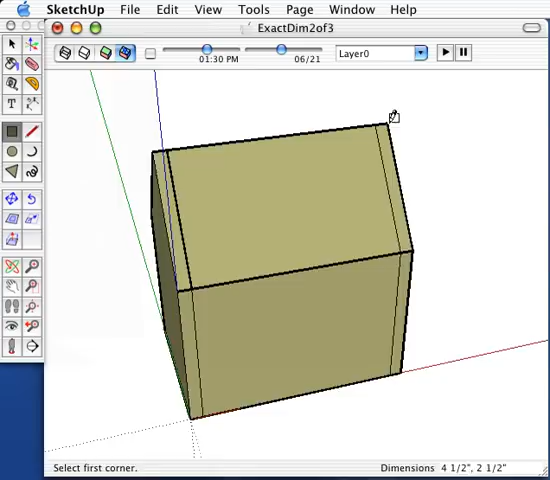 SketchUp File Edit View Tools Page Window Help
ExactDim2of3
01:30 PM 06/21 Layer0
T
Select first corner. Dimensions 4 1/2", 2 1/2"